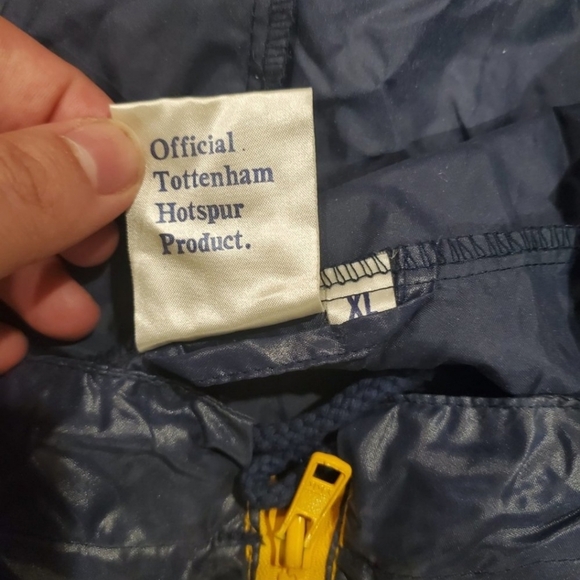 Official
Tottenham
Hotspur
Product.
XL